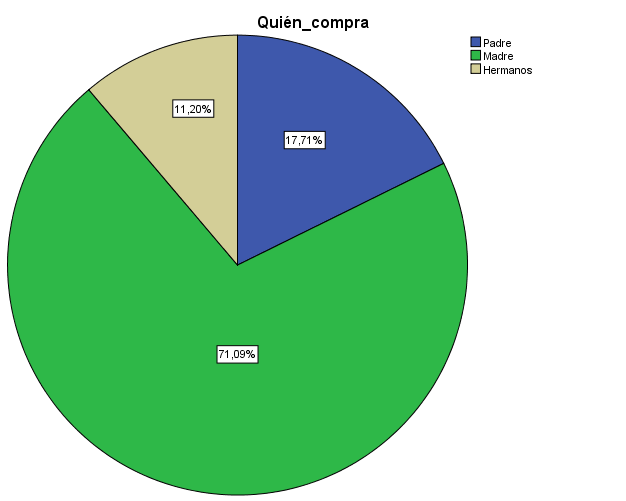 Quién_compra
Padre
Madre
Hermanos
11,20%
17,71%
71,09%